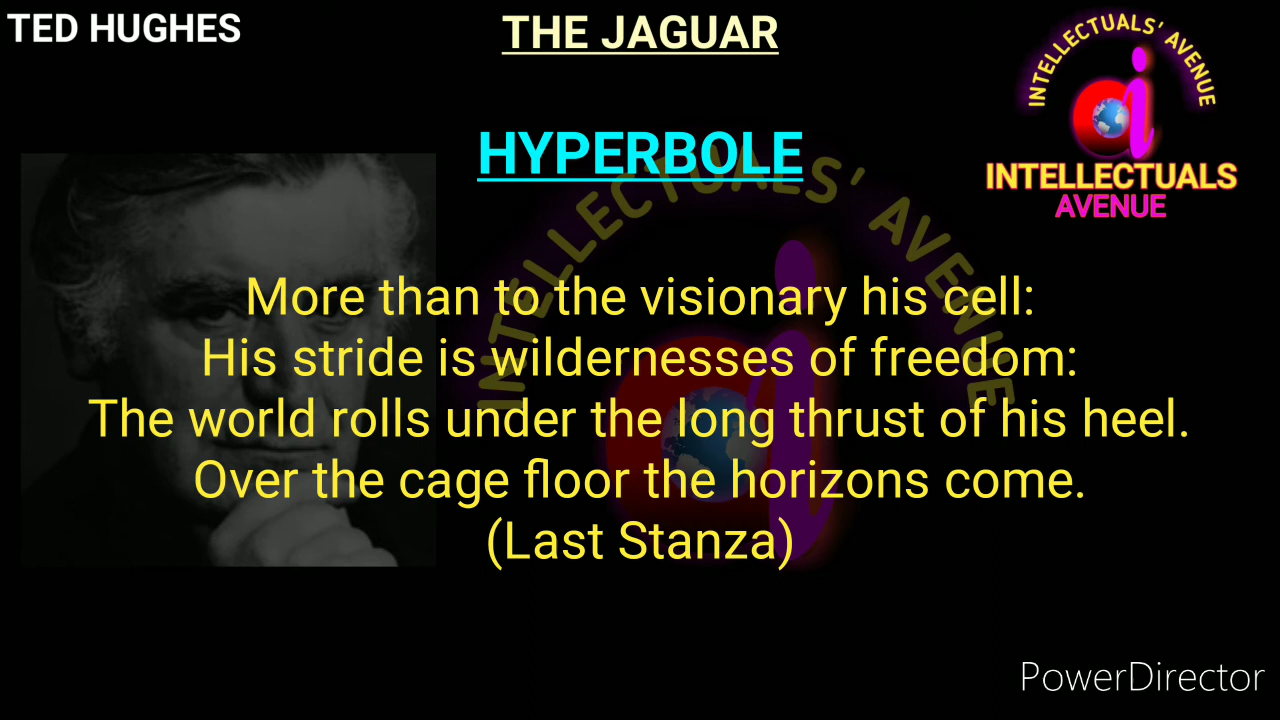 TED HUGHES
THE JAGUAR
INTELLECTUALS' AVENUE
i
INTELLECTUALS
AVENUE
HYPERBOLE
INTELLECTUALS' AVENUE
i
More than to the visionary his cell:
His stride is wildernesses of freedom:
The world rolls under the long thrust of his heel.
Over the cage floor the horizons come.
(Last Stanza)
PowerDirector